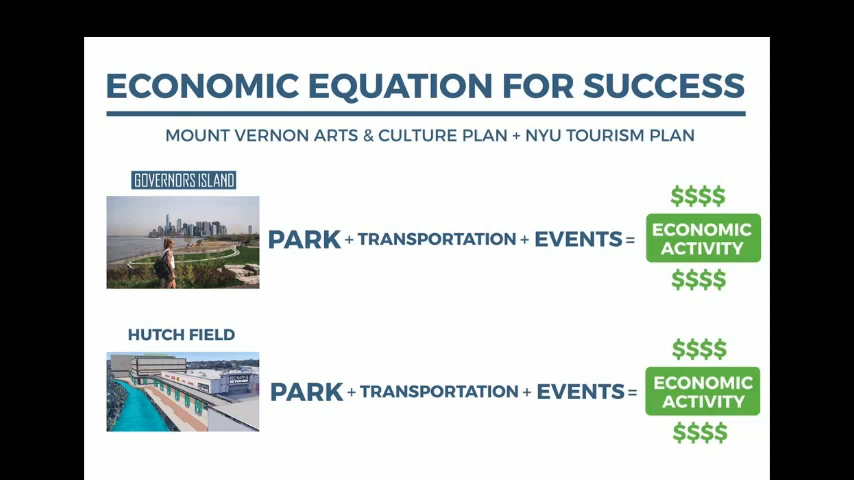 ECONOMIC EQUATION FOR SUCCESS
MOUNT VERNON ARTS & CULTURE PLAN + NYU TOURISM PLAN
GOVERNORS ISLAND
PARK + TRANSPORTATION + EVENTS =
$$$$
ECONOMIC
ACTIVITY
$$$$
HUTCH FIELD
PARK + TRANSPORTATION + EVENTS =
$$$$
ECONOMIC
ACTIVITY
$$$$